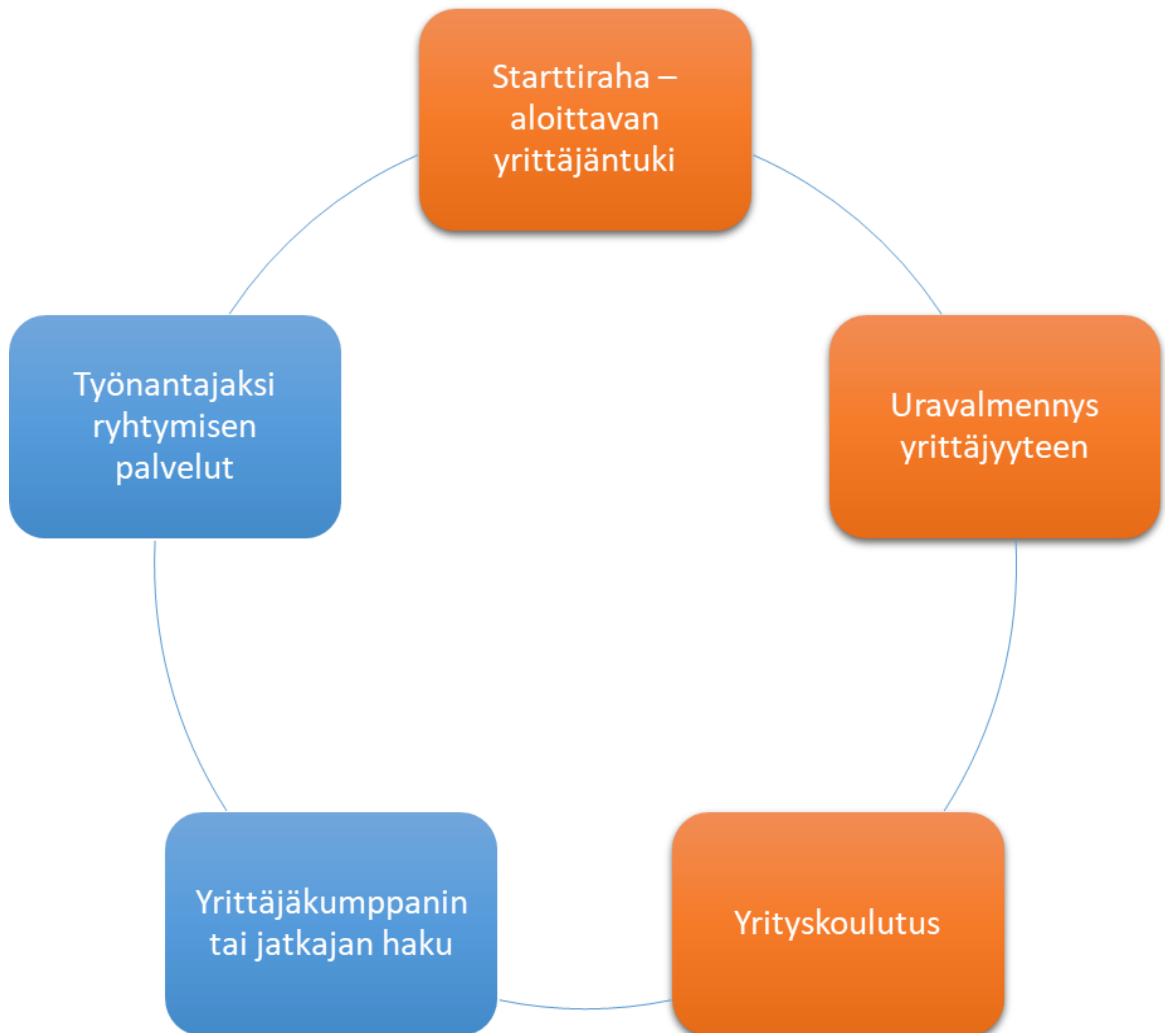 Starttiraha –
aloittavan
yrittäjäntuki
Uravalmennys
yrittäjyyteen
Yrityskoulutus
Yrittäjäkumppanin
tai jatkajan haku
Työnantajaksi
ryhtymisen
palvelut